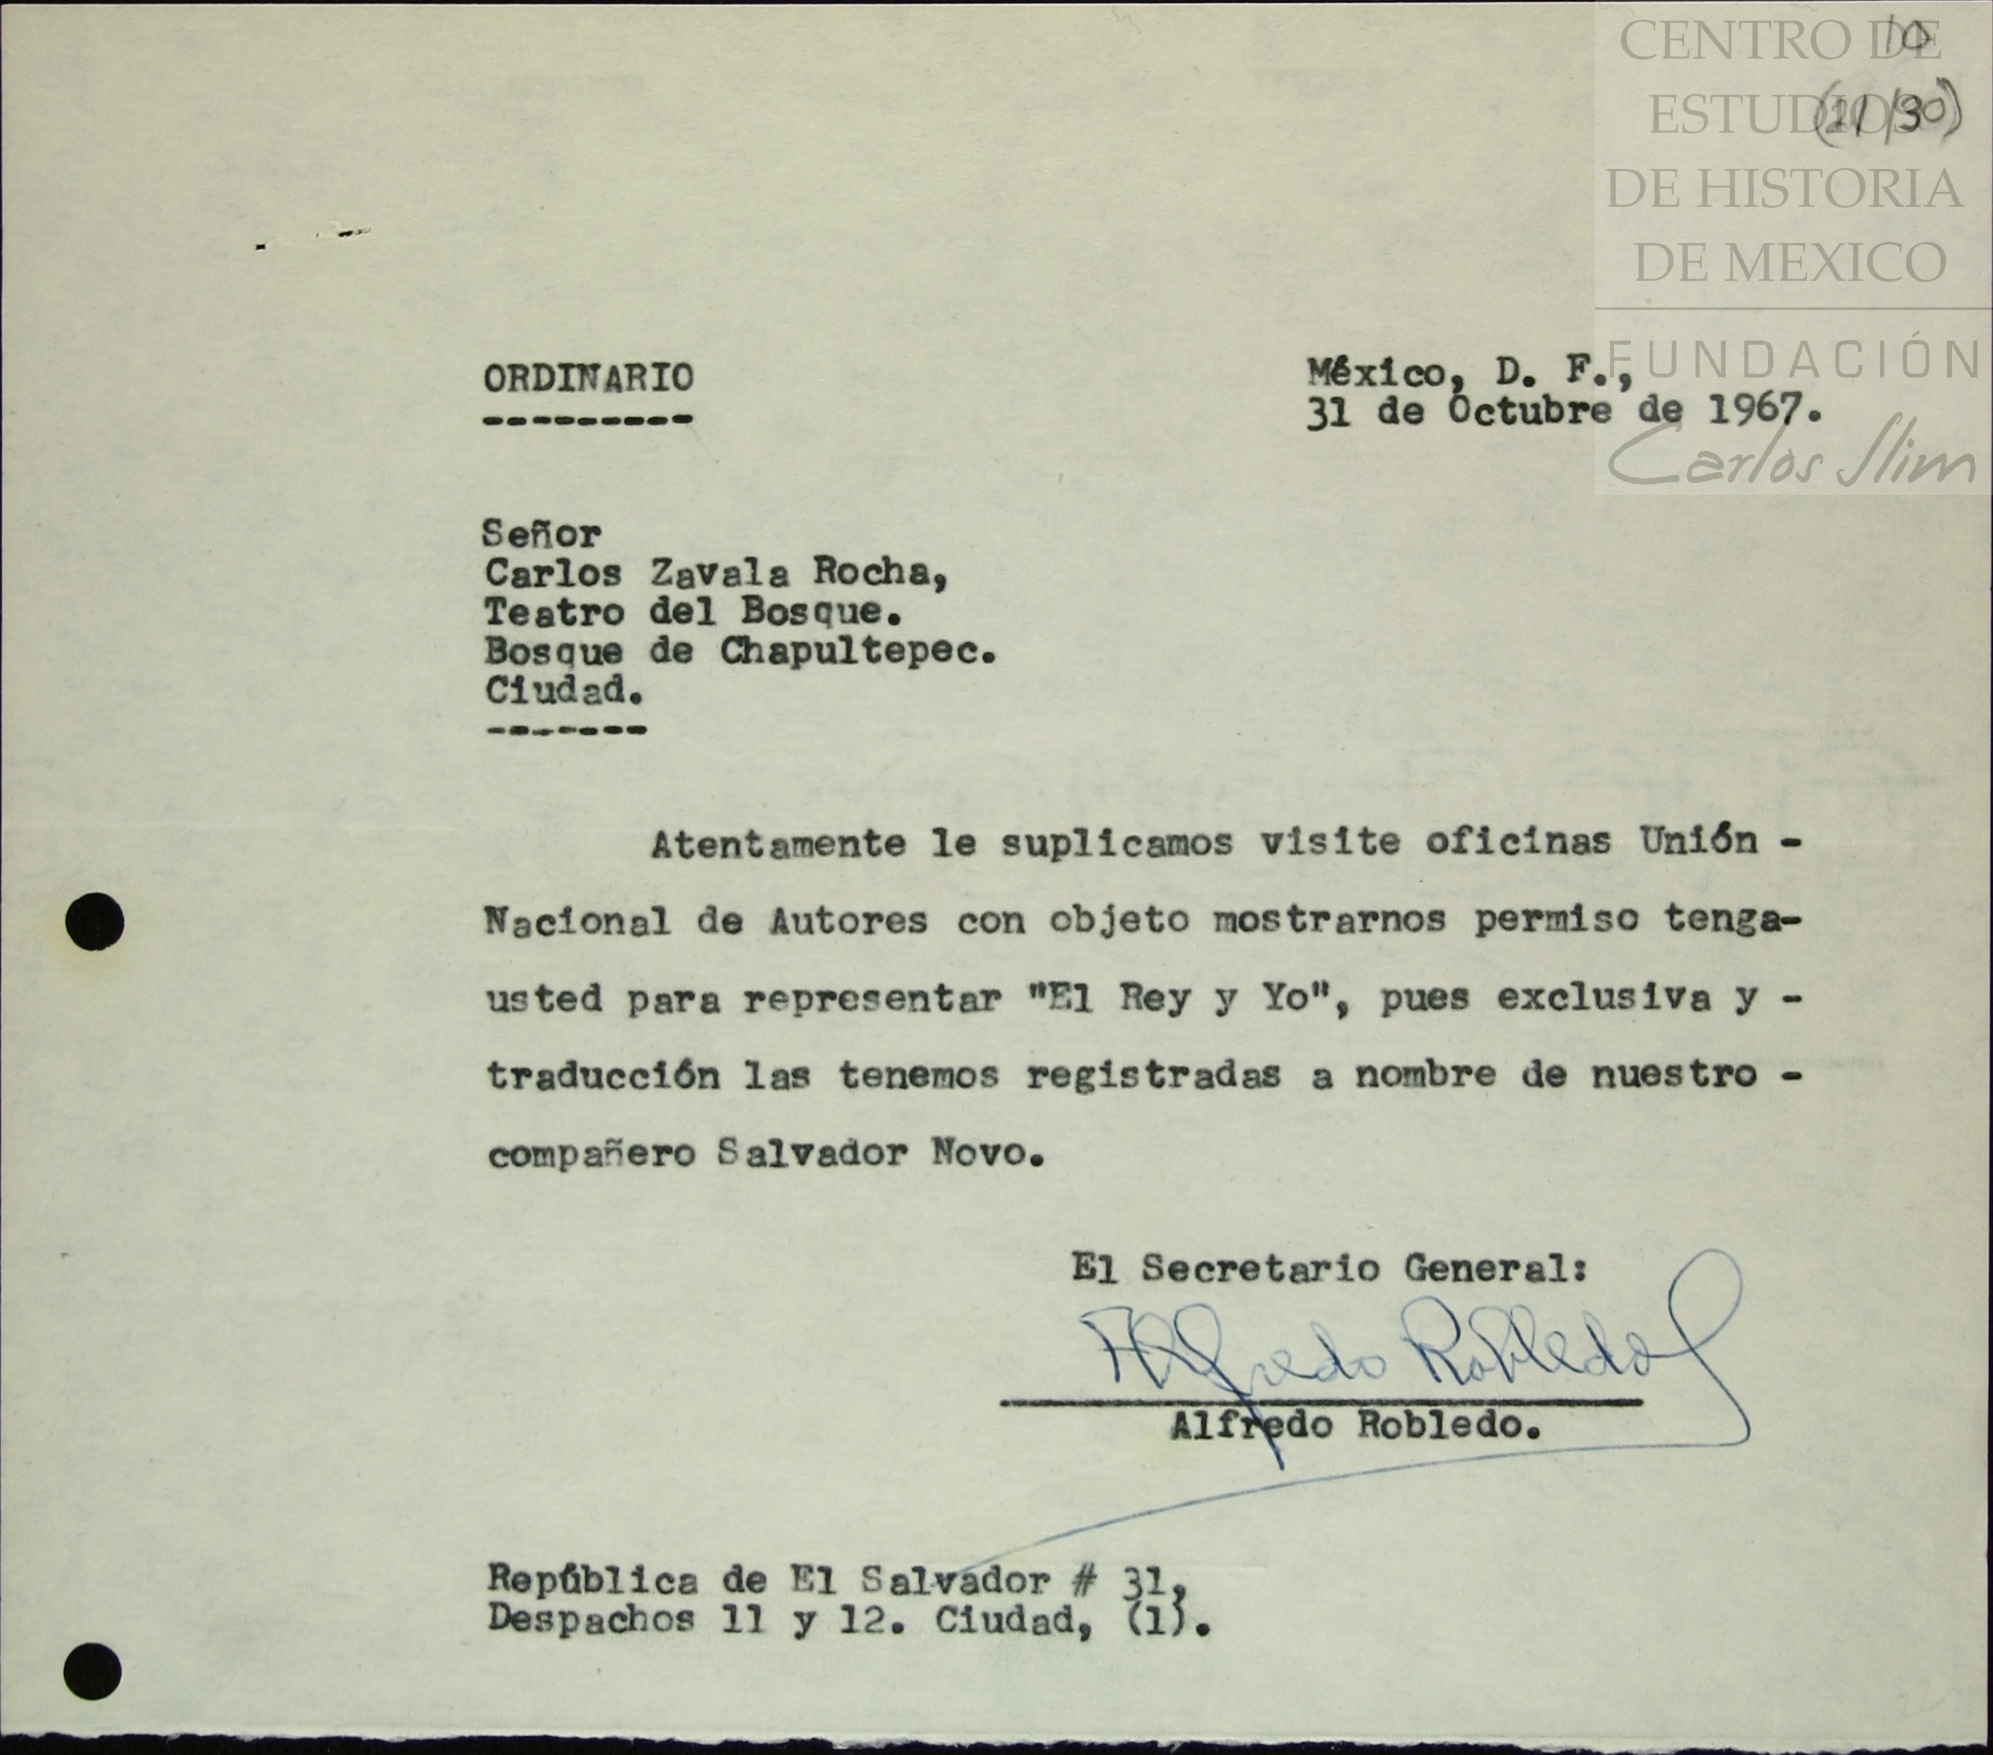 CENTRO DE
ESTUDIOS
DE HISTORIA
DE MEXICO
FUNDACIÓN
Carlos Slim
10
(21/30)
ORDINARIO
---------
México, D. F.,
31 de Octubre de 1967.
Señor
Carlos Zavala Rocha,
Teatro del Bosque.
Bosque de Chapultepec.
Ciudad.
-------
Atentamente le suplicamos visite oficinas Unión -
Nacional de Autores con objeto mostrarnos permiso tenga-
usted para representar "El Rey y Yo", pues exclusiva y -
traducción las tenemos registradas a nombre de nuestro -
compañero Salvador Novo.
El Secretario General:
Alfredo Robledo
Alfredo Robledo.
República de El Salvador # 31,
Despachos 11 y 12. Ciudad, (1).